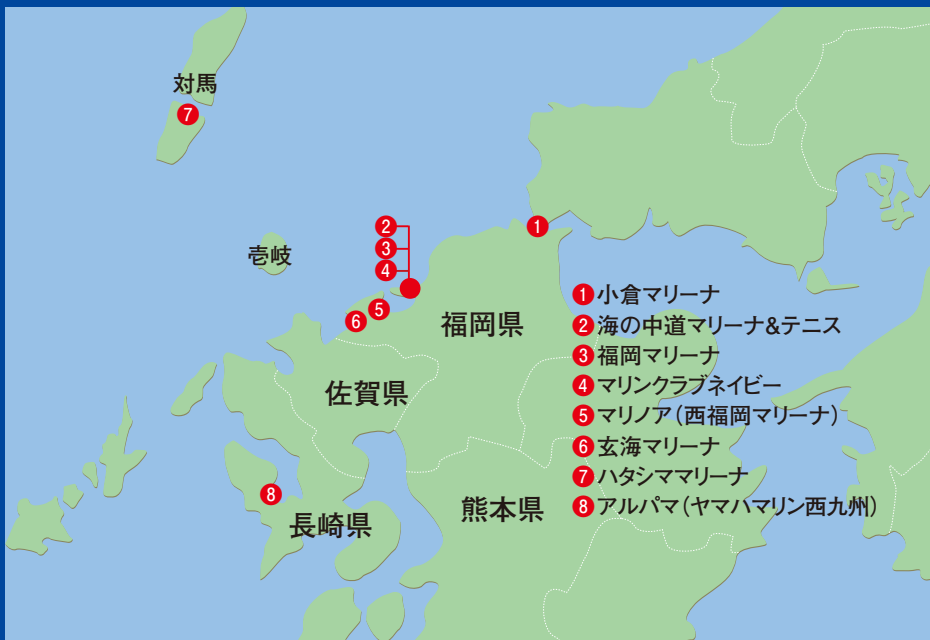 対馬
7
壱岐
2
3
4
1
5
6
福岡県
佐賀県
8
長崎県
熊本県
1 小倉マリーナ
2 海の中道マリーナ&テニス
3 福岡マリーナ
4 マリンクラブネイビー
5 マリノア(西福岡マリーナ)
6 玄海マリーナ
7 ハタシママリーナ
8 アルパマ(ヤマハマリン西九州)